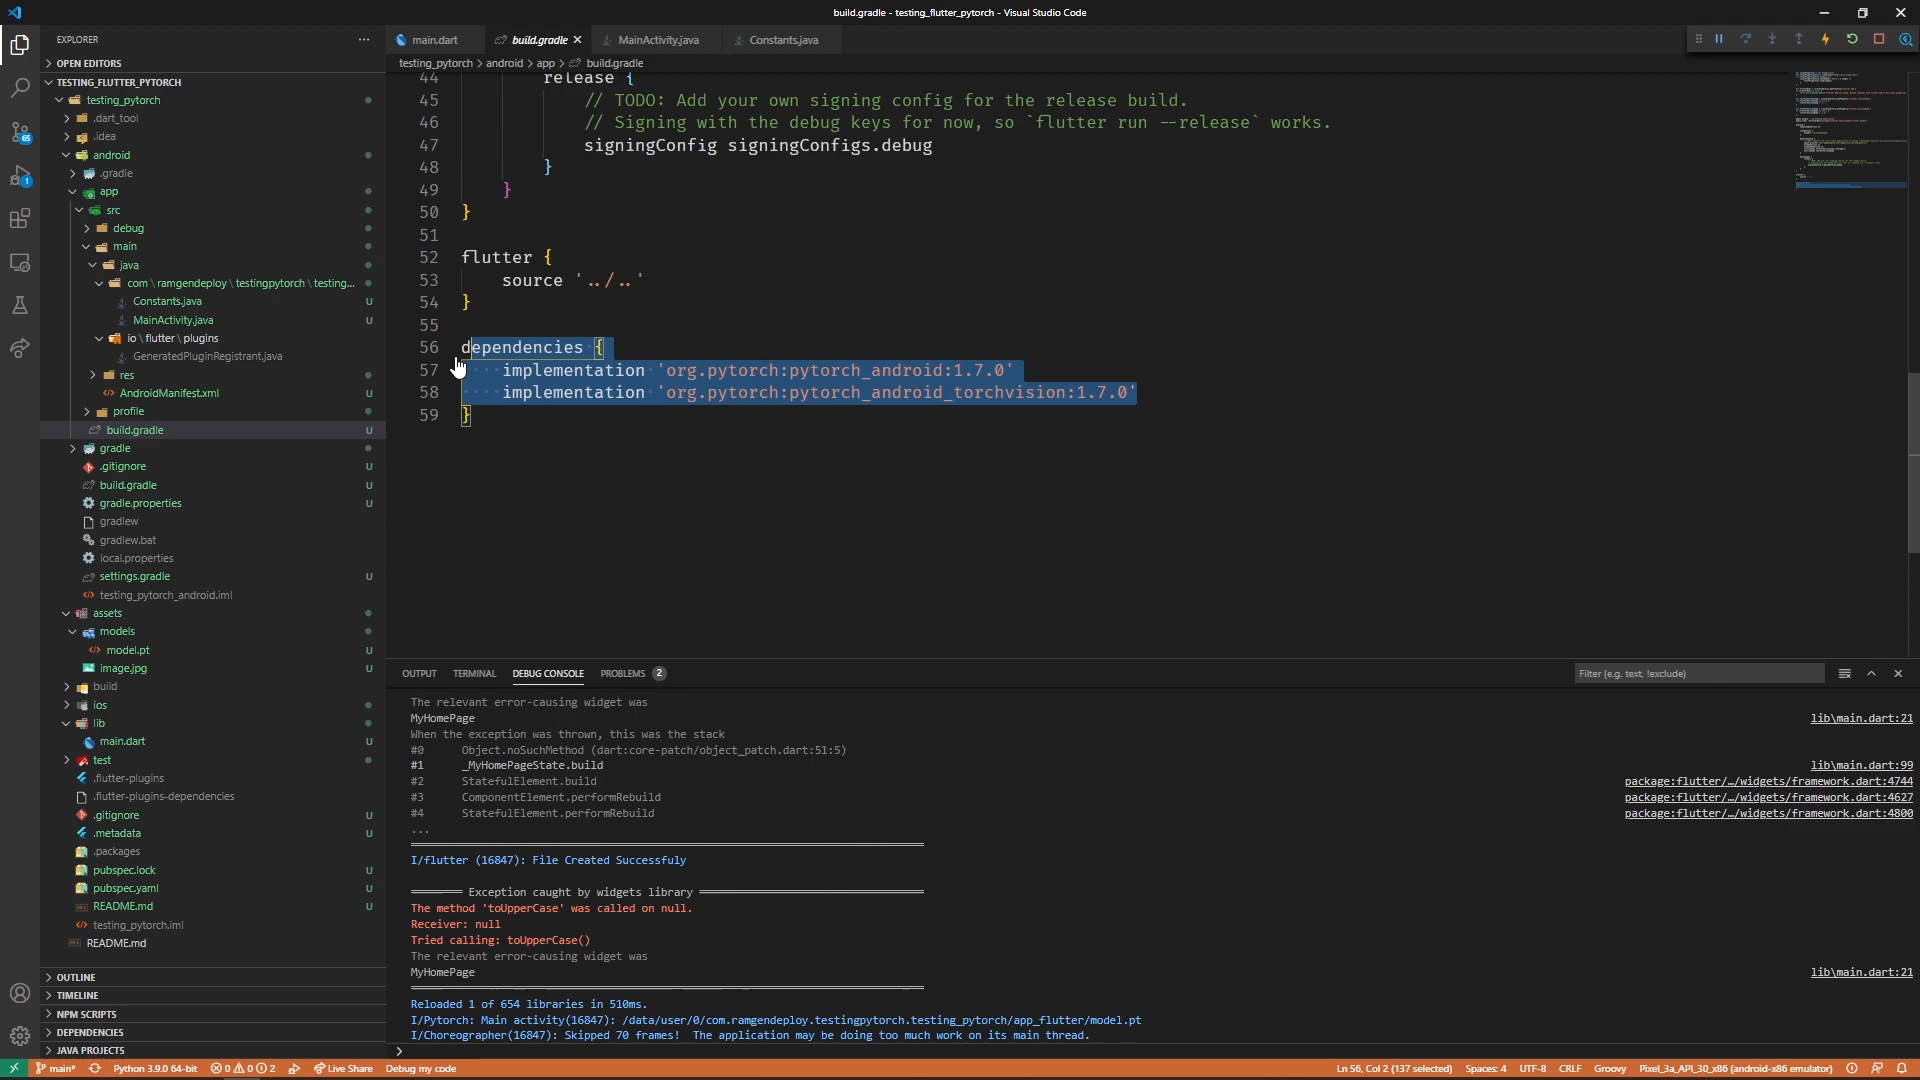 build.gradle - testing_flutter_pytorch - Visual Studio Code
EXPLORER
OPEN EDITORS
TESTING_FLUTTER_PYTORCH
testing_pytorch
.dart_tool
.idea
android
.gradle
app
src
debug
main
java
com \ ramgendeploy \ testingpytorch \ testing...
Constants.java U
MainActivity.java U
io \ flutter \ plugins
GeneratedPluginRegistrant.java
res
AndroidManifest.xml U
profile
build.gradle U
gradle
.gitignore U
build.gradle U
gradle.properties U
gradlew
gradlew.bat
local.properties
settings.gradle U
testing_pytorch_android.iml
assets
models
model.pt U
image.jpg U
build
ios
lib
main.dart U
test
.flutter-plugins
.flutter-plugins-dependencies
.gitignore U
.metadata U
.packages
pubspec.lock U
pubspec.yaml U
README.md U
testing_pytorch.iml
README.md
OUTLINE
TIMELINE
NPM SCRIPTS
DEPENDENCIES
JAVA PROJECTS
65
1
main.dart build.gradle MainActivity.java Constants.java
testing_pytorch > android > app > build.gradle
44 release {
45 // TODO: Add your own signing config for the release build.
46 // Signing with the debug keys for now, so `flutter run --release` works.
47 signingConfig signingConfigs.debug
48 }
49 }
50 }
51
52 flutter {
53 source '../..'
54 }
55
56 dependencies {
57 implementation 'org.pytorch:pytorch_android:1.7.0'
58 implementation 'org.pytorch:pytorch_android_torchvision:1.7.0'
59 }
OUTPUT TERMINAL DEBUG CONSOLE PROBLEMS 2 Filter (e.g. text, !exclude)
The relevant error-causing widget was
MyHomePage lib\main.dart:21
When the exception was thrown, this was the stack
#0 Object.noSuchMethod (dart:core-patch/object_patch.dart:51:5)
#1 _MyHomePageState.build lib\main.dart:99
#2 StatefulElement.build package:flutter/…/widgets/framework.dart:4744
#3 ComponentElement.performRebuild package:flutter/…/widgets/framework.dart:4627
#4 StatefulElement.performRebuild package:flutter/…/widgets/framework.dart:4800
...
I/flutter (16847): File Created Successfuly
Exception caught by widgets library
The method 'toUpperCase' was called on null.
Receiver: null
Tried calling: toUpperCase()
The relevant error-causing widget was
MyHomePage lib\main.dart:21
Reloaded 1 of 654 libraries in 510ms.
I/Pytorch: Main activity(16847): /data/user/0/com.ramgendeploy.testingpytorch.testing_pytorch/app_flutter/model.pt
I/Choreographer(16847): Skipped 70 frames! The application may be doing too much work on its main thread.
main* Python 3.9.0 64-bit 0 0 2 Live Share Debug my code Ln 56, Col 2 (137 selected) Spaces: 4 UTF-8 CRLF Groovy Pixel_3a_API_30_x86 (android-x86 emulator)